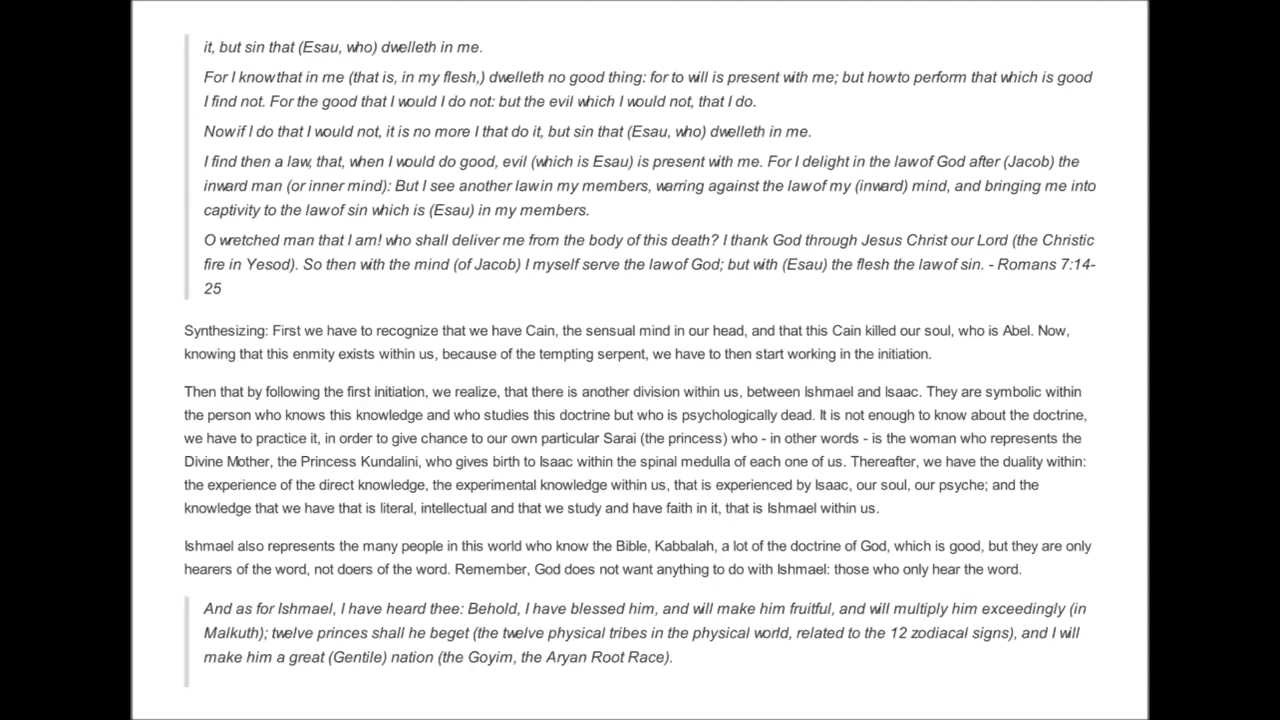 it, but sin that (Esau, who) dwelleth in me.
For I know that in me (that is, in my flesh,) dwelleth no good thing: for to will is present with me; but how to perform that which is good
I find not. For the good that I would I do not: but the evil which I would not, that I do.
Now if I do that I would not, it is no more I that do it, but sin that (Esau, who) dwelleth in me.
I find then a law, that, when I would do good, evil (which is Esau) is present with me. For I delight in the law of God after (Jacob) the
inward man (or inner mind): But I see another law in my members, warring against the law of my (inward) mind, and bringing me into
captivity to the law of sin which is (Esau) in my members.
O wretched man that I am! who shall deliver me from the body of this death? I thank God through Jesus Christ our Lord (the Christic
fire in Yesod). So then with the mind (of Jacob) I myself serve the law of God; but with (Esau) the flesh the law of sin. - Romans 7:14-
25
Synthesizing: First we have to recognize that we have Cain, the sensual mind in our head, and that this Cain killed our soul, who is Abel. Now,
knowing that this enmity exists within us, because of the tempting serpent, we have to then start working in the initiation.
Then that by following the first initiation, we realize, that there is another division within us, between Ishmael and Isaac. They are symbolic within
the person who knows this knowledge and who studies this doctrine but who is psychologically dead. It is not enough to know about the doctrine,
we have to practice it, in order to give chance to our own particular Sarai (the princess) who - in other words - is the woman who represents the
Divine Mother, the Princess Kundalini, who gives birth to Isaac within the spinal medulla of each one of us. Thereafter, we have the duality within:
the experience of the direct knowledge, the experimental knowledge within us, that is experienced by Isaac, our soul, our psyche; and the
knowledge that we have that is literal, intellectual and that we study and have faith in it, that is Ishmael within us.
Ishmael also represents the many people in this world who know the Bible, Kabbalah, a lot of the doctrine of God, which is good, but they are only
hearers of the word, not doers of the word. Remember, God does not want anything to do with Ishmael: those who only hear the word.
And as for Ishmael, I have heard thee: Behold, I have blessed him, and will make him fruitful, and will multiply him exceedingly (in
Malkuth); twelve princes shall he beget (the twelve physical tribes in the physical world, related to the 12 zodiacal signs), and I will
make him a great (Gentile) nation (the Goyim, the Aryan Root Race).